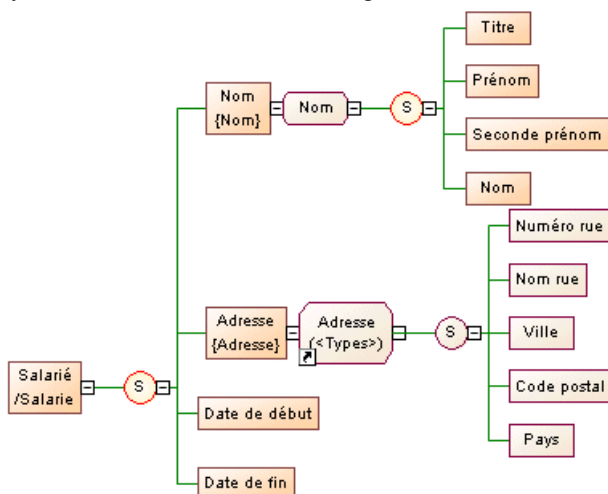 Titre
Nom
{Nom}
Nom
S
Prénom
Seconde prénom
Nom
Numéro rue
Nom rue
Adresse
{Adresse}
Adresse
(<Types>)
S
Ville
Salarié
/Salarie
S
Code postal
Date de début
Pays
Date de fin